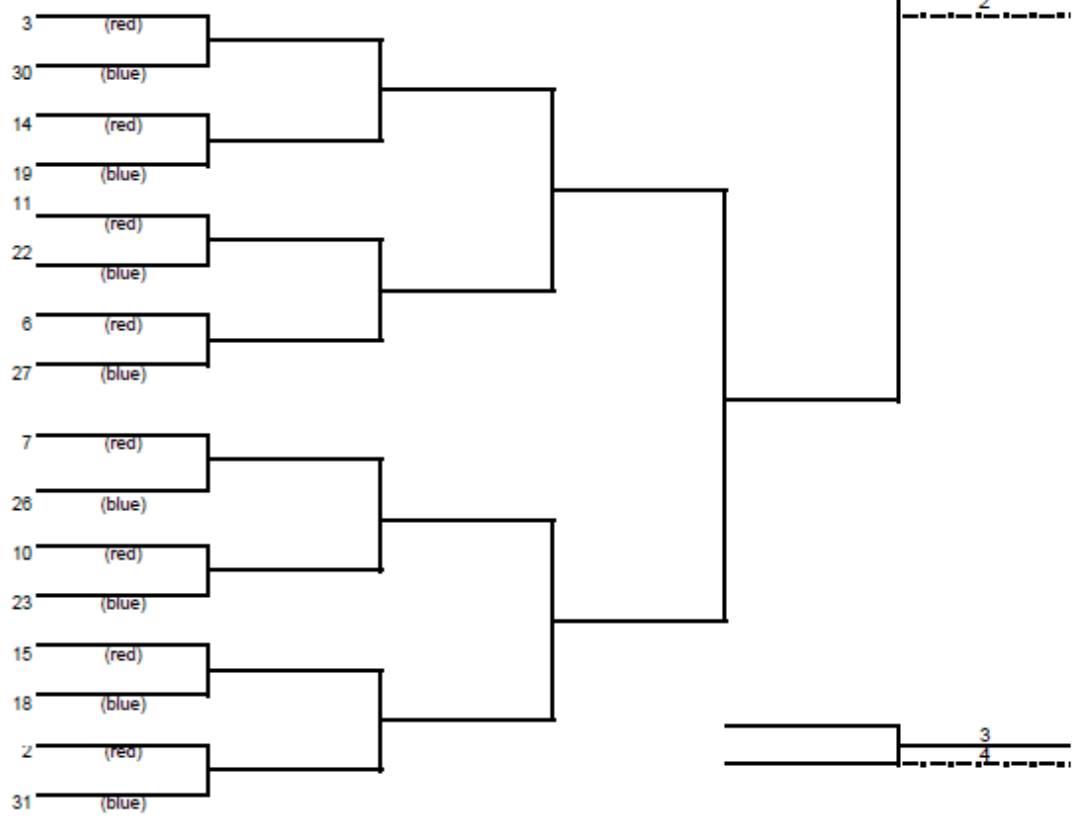 2
3 (red)
30 (blue)
14 (red)
19 (blue)
11 (red)
22 (blue)
6 (red)
27 (blue)
7 (red)
26 (blue)
10 (red)
23 (blue)
15 (red)
18 (blue)
3
2 (red)
4
31 (blue)